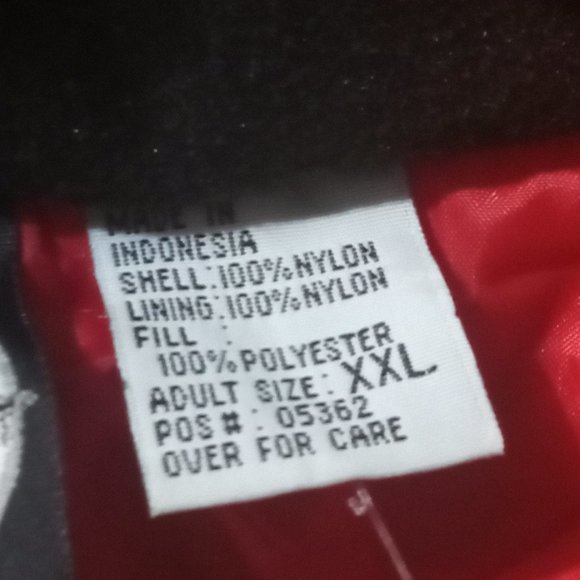 MADE IN
INDONESIA
SHELL:100%NYLON
LINING:100%NYLON
FILL :
100%POLYESTER
ADULT SIZE: XXL
POS #: 05362
OVER FOR CARE